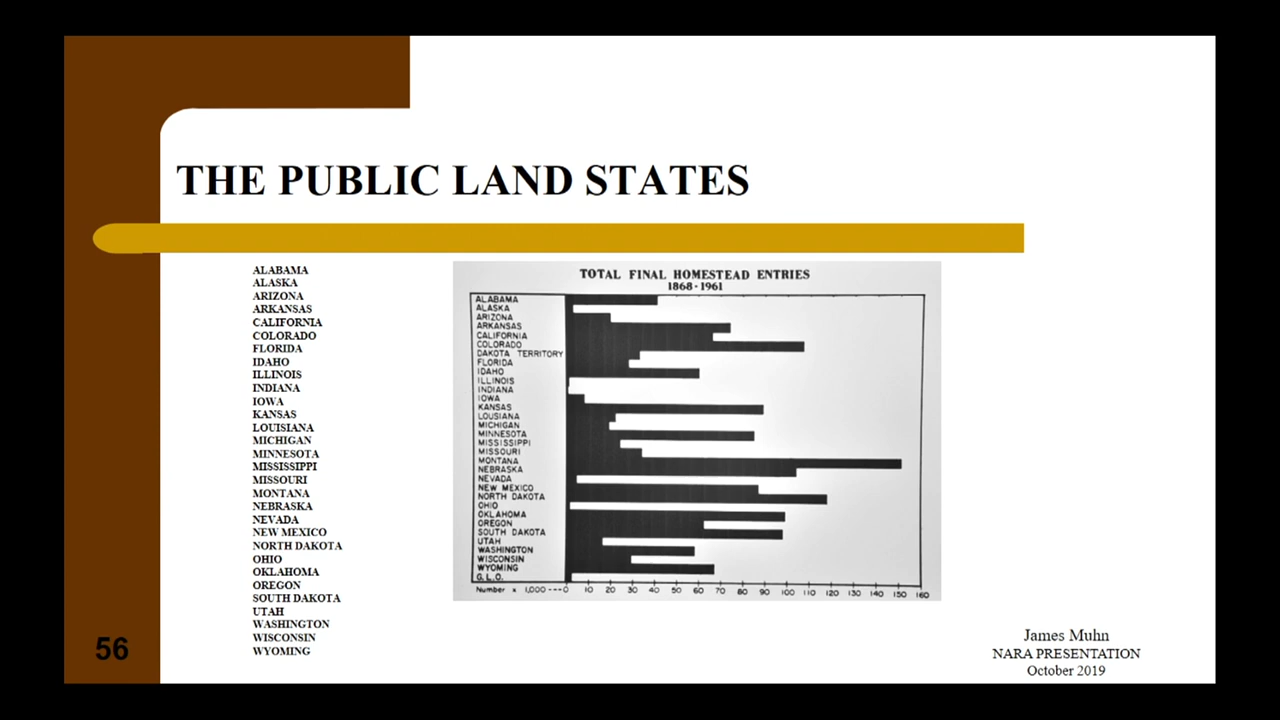 THE PUBLIC LAND STATES
ALABAMA
ALASKA
ARIZONA
ARKANSAS
CALIFORNIA
COLORADO
FLORIDA
IDAHO
ILLINOIS
INDIANA
IOWA
KANSAS
LOUISIANA
MICHIGAN
MINNESOTA
MISSISSIPPI
MISSOURI
MONTANA
NEBRASKA
NEVADA
NEW MEXICO
NORTH DAKOTA
OHIO
OKLAHOMA
OREGON
SOUTH DAKOTA
UTAH
WASHINGTON
WISCONSIN
WYOMING
TOTAL FINAL HOMESTEAD ENTRIES
1868-1961
ALABAMA
ALASKA
ARIZONA
ARKANSAS
CALIFORNIA
COLORADO
DAKOTA TERRITORY
FLORIDA
IDAHO
ILLINOIS
INDIANA
IOWA
KANSAS
LOUSIANA
MICHIGAN
MINNESOTA
MISSISSIPPI
MISSOURI
MONTANA
NEBRASKA
NEVADA
NEW MEXICO
NORTH DAKOTA
OHIO
OKLAHOMA
OREGON
SOUTH DAKOTA
UTAH
WASHINGTON
WISCONSIN
WYOMING
G.L.O.
Number x 1,000 --- 0 10 20 30 40 50 60 70 80 90 100 110 120 130 140 150 160
56
James Muhn
NARA PRESENTATION
October 2019